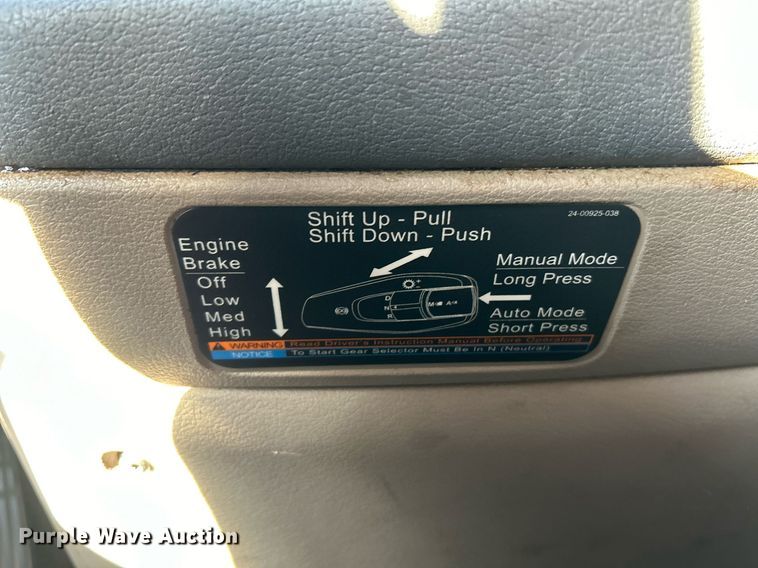 Shift Up - Pull
Shift Down - Push
24-00925-038
Engine
Brake
Off
Low
Med
High
D
N
R
M
A
Manual Mode
Long Press
Auto Mode
Short Press
WARNING Read Driver's Instruction Manual Before Operating
NOTICE To Start Gear Selector Must Be In N (Neutral)
Purple Wave Auction